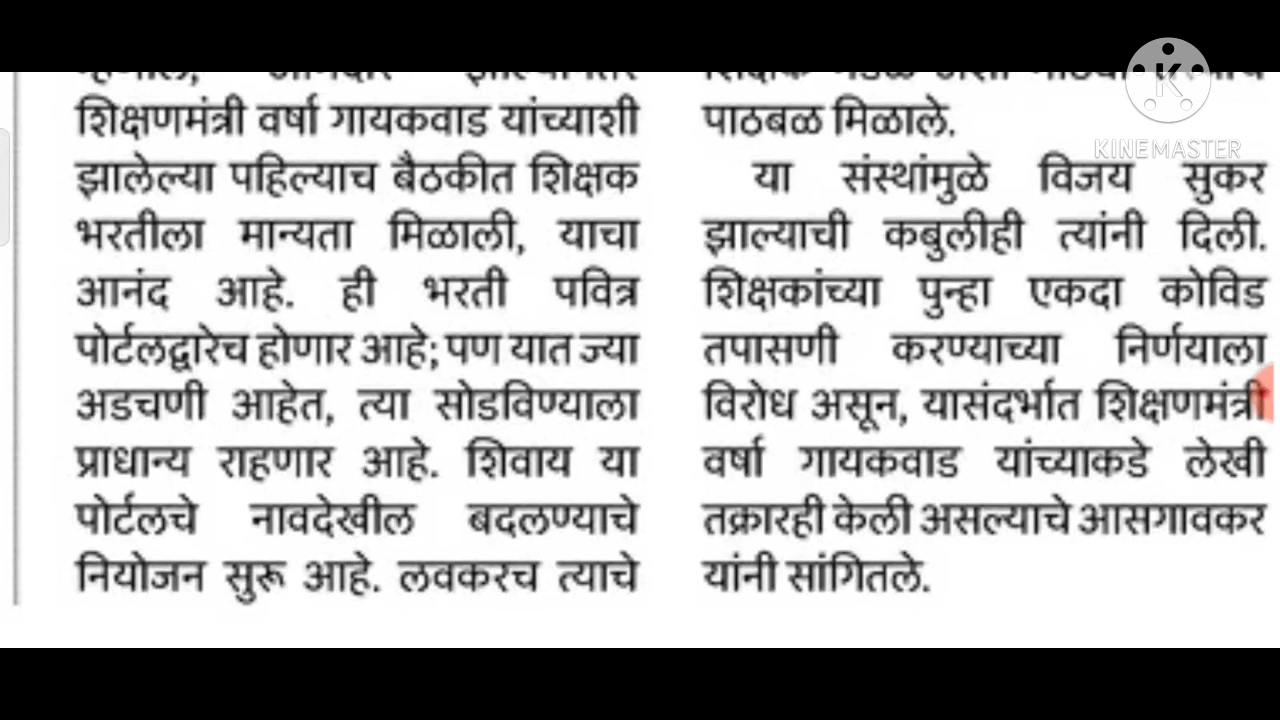 शिक्षणमंत्री वर्षा गायकवाड यांच्याशी
झालेल्या पहिल्याच बैठकीत शिक्षक
भरतीला मान्यता मिळाली, याचा
आनंद आहे. ही भरती पवित्र
पोर्टलद्वारेच होणार आहे; पण यात ज्या
अडचणी आहेत, त्या सोडविण्याला
प्राधान्य राहणार आहे. शिवाय या
पोर्टलचे नावदेखील बदलण्याचे
नियोजन सुरू आहे. लवकरच त्याचे
पाठबळ मिळाले.
या संस्थांमुळे विजय सुकर
झाल्याची कबुलीही त्यांनी दिली.
शिक्षकांच्या पुन्हा एकदा कोविड
तपासणी करण्याच्या निर्णयाला
विरोध असून, यासंदर्भात शिक्षणमंत्री
वर्षा गायकवाड यांच्याकडे लेखी
तक्रारही केली असल्याचे आसगावकर
यांनी सांगितले.
K
KINEMASTER